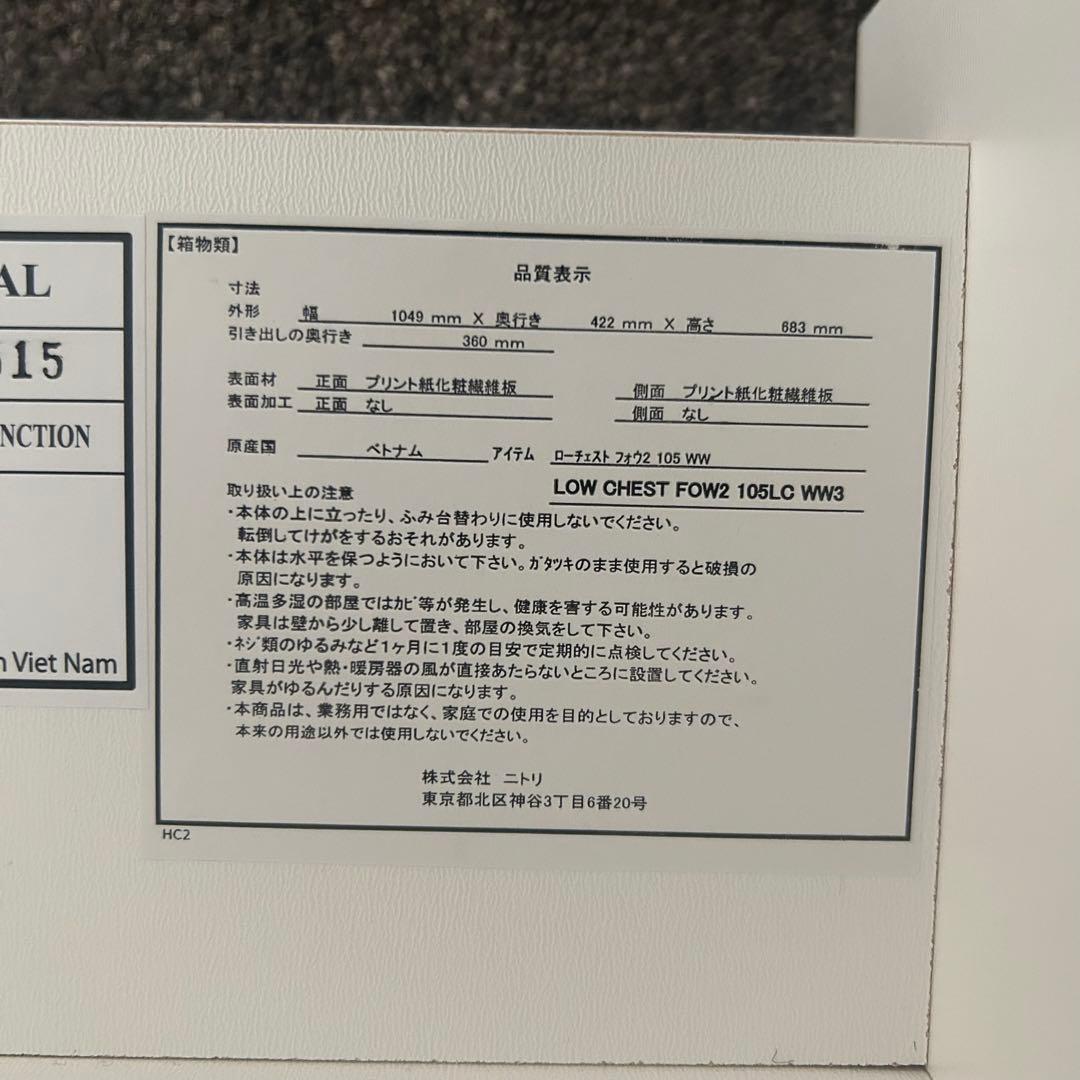 AL
515
NCTION
n Viet Nam
【箱物類】
品質表示
寸法
外形 幅 1049 mm X 奥行き 422 mm X 高さ 683 mm
引き出しの奥行き 360 mm
表面材 正面 プリント紙化粧繊維板 側面 プリント紙化粧繊維板
表面加工 正面 なし 側面 なし
原産国 ベトナム アイテム ローチェスト フォウ2 105 WW
LOW CHEST FOW2 105LC WW3
取り扱い上の注意
・本体の上に立ったり、ふみ台替わりに使用しないでください。
転倒してけがをするおそれがあります。
・本体は水平を保つようにおいて下さい。ガタツキのまま使用すると破損の
原因になります。
・高温多湿の部屋ではカビ等が発生し、健康を害する可能性があります。
家具は壁から少し離して置き、部屋の換気をして下さい。
・ネジ類のゆるみなど1ヶ月に1度の目安で定期的に点検してください。
・直射日光や熱・暖房器の風が直接あたらないところに設置してください。
家具がゆるんだりする原因になります。
・本商品は、業務用ではなく、家庭での使用を目的としておりますので、
本来の用途以外では使用しないでください。
株式会社 ニトリ
東京都北区神谷3丁目6番20号
HC2